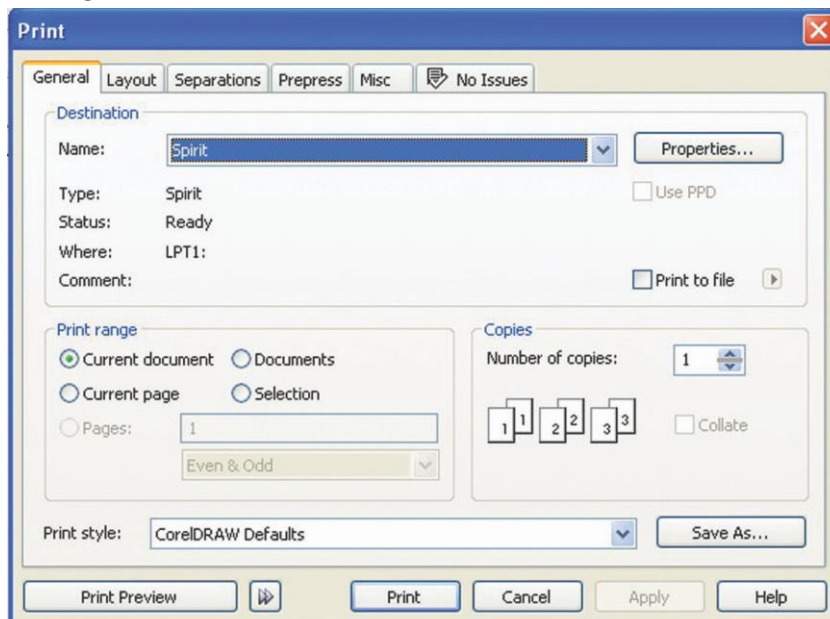 Print
General Layout Separations Prepress Misc No Issues
Destination
Name: Spirit Properties...
Type: Spirit Use PPD
Status: Ready
Where: LPT1:
Comment: Print to file
Print range Copies
Current document Documents Number of copies: 1
Current page Selection
1 1 2 2 3 3 Collate
Pages: 1
Even & Odd
Print style: CorelDRAW Defaults Save As...
Print Preview Print Cancel Apply Help